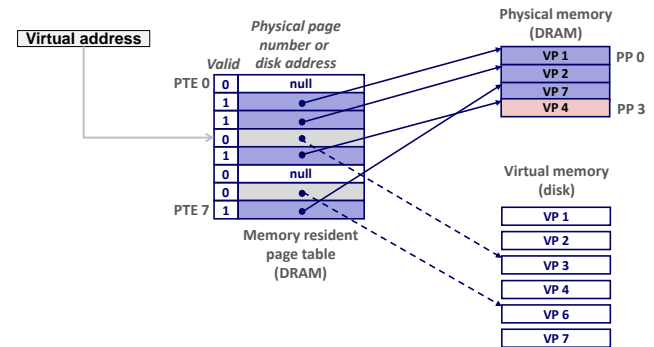 Virtual address
Physical page
number or
disk address
Valid
PTE 0
0
null
1
1
0
1
0
null
0
PTE 7
1
Memory resident
page table
(DRAM)
Physical memory
(DRAM)
VP 1
PP 0
VP 2
VP 7
VP 4
PP 3
Virtual memory
(disk)
VP 1
VP 2
VP 3
VP 4
VP 6
VP 7